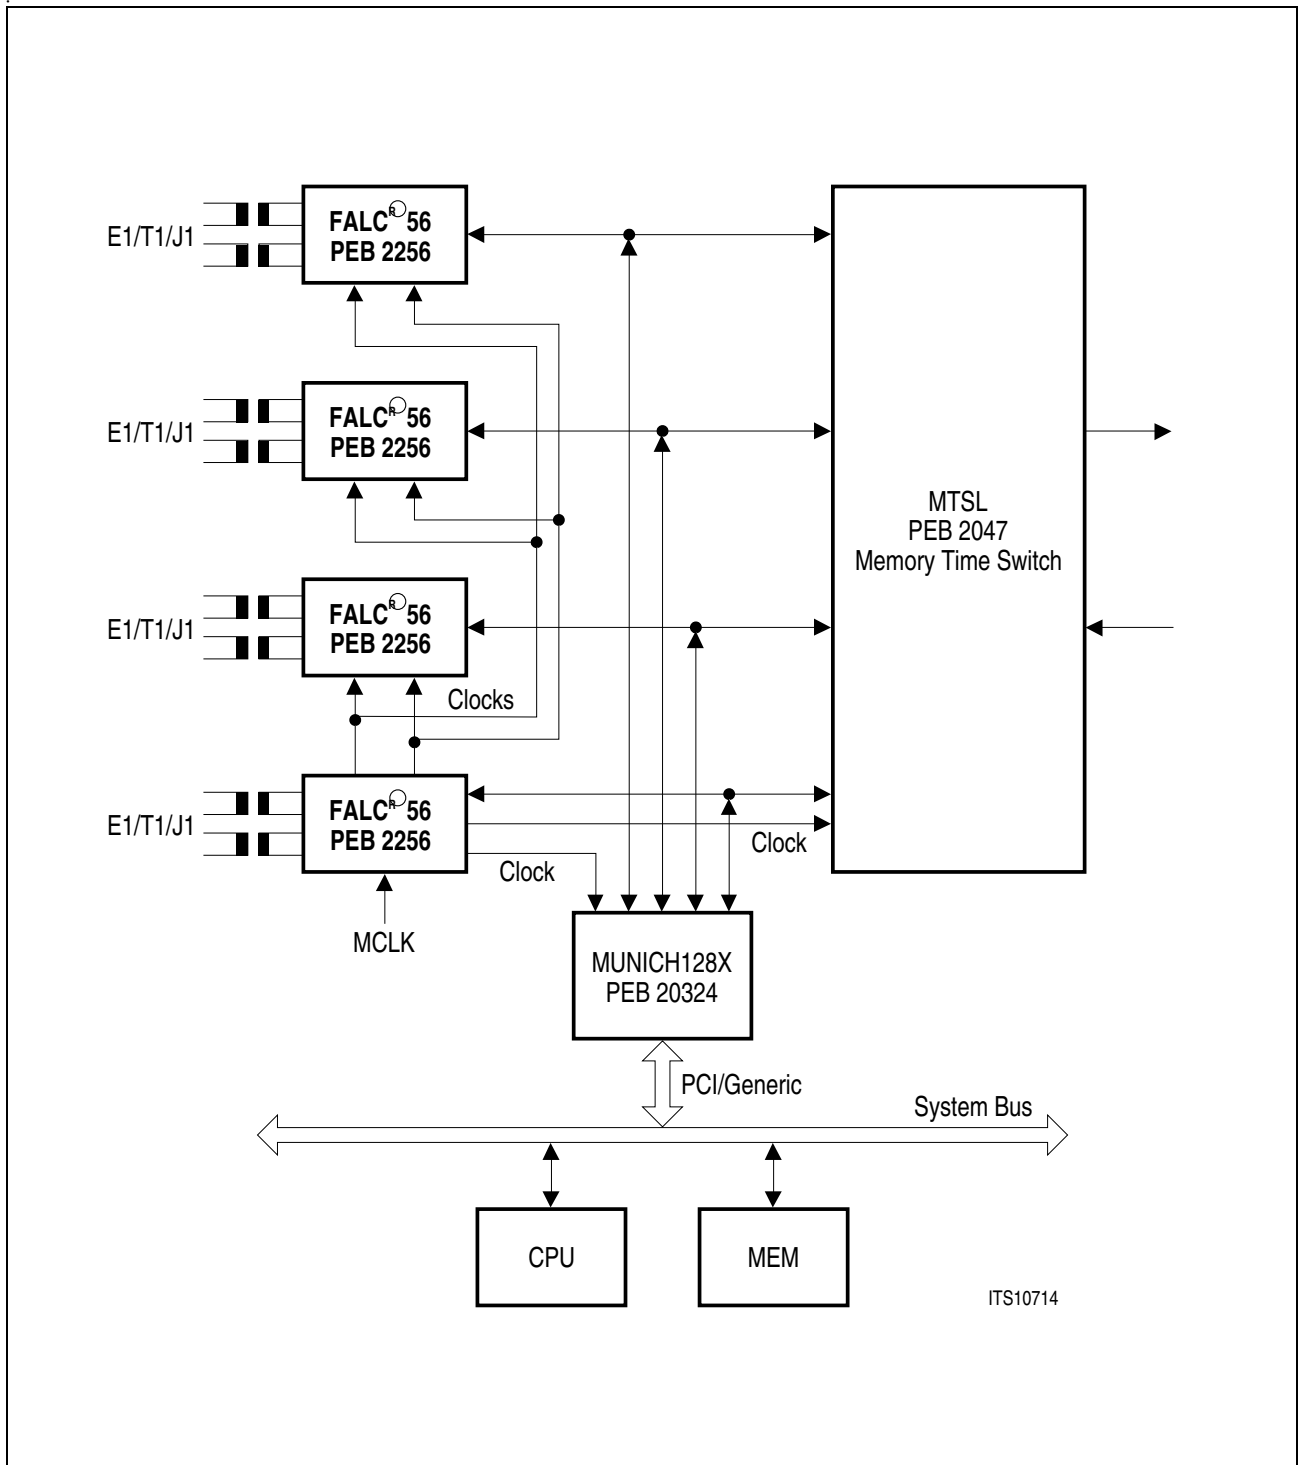 E1/T1/J1
FALC® 56
PEB 2256
E1/T1/J1
FALC® 56
PEB 2256
MTSL
PEB 2047
Memory Time Switch
E1/T1/J1
FALC® 56
PEB 2256
Clocks
E1/T1/J1
FALC® 56
PEB 2256
Clock
Clock
MCLK
MUNICH128X
PEB 20324
PCI/Generic
System Bus
CPU
MEM
ITS10714